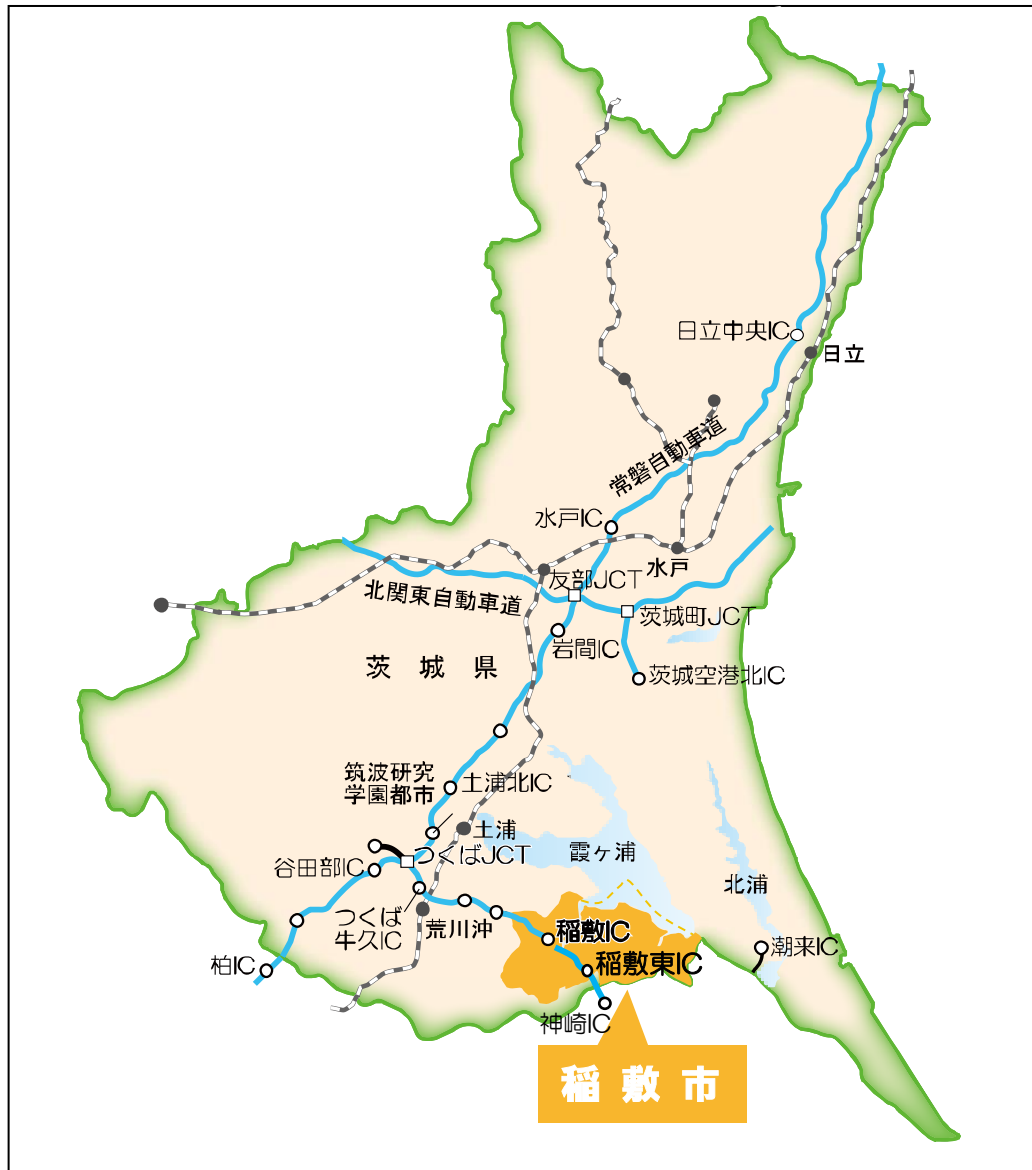 日立中央IC
日立
常磐自動車道
水戸IC
水戸
友部JCT
北関東自動車道
茨城町JCT
岩間IC
茨城県
茨城空港北IC
筑波研究
学園都市
土浦北IC
土浦
つくばJCT
霞ヶ浦
谷田部IC
北浦
つくば
牛久IC
荒川沖
稲敷IC
潮来IC
柏IC
稲敷東IC
神崎IC
稲敷市